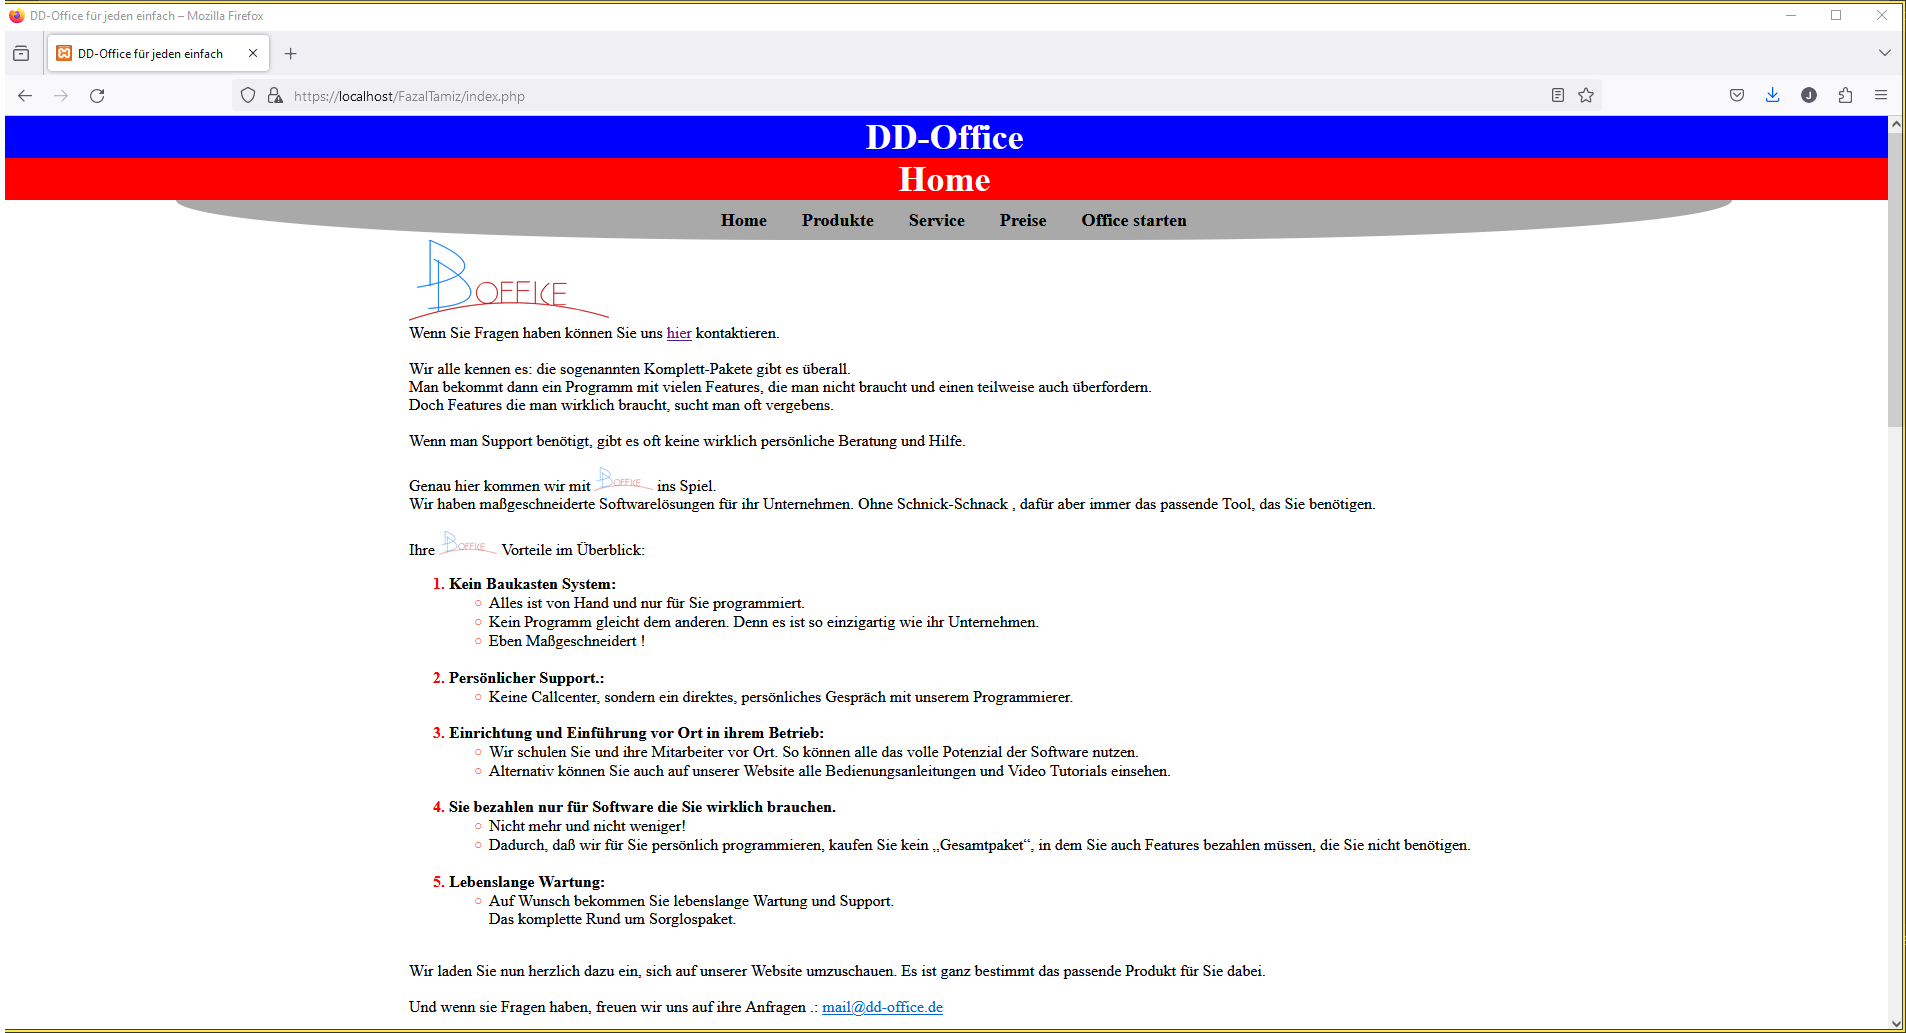 DD-Office für jeden einfach – Mozilla Firefox
DD-Office für jeden einfach
https://localhost/FazalTamiz/index.php
J
DD-Office
Home
Home Produkte Service Preise Office starten
DD OFFICE
Wenn Sie Fragen haben können Sie uns hier kontaktieren.
Wir alle kennen es: die sogenannten Komplett-Pakete gibt es überall.
Man bekommt dann ein Programm mit vielen Features, die man nicht braucht und einen teilweise auch überfordern.
Doch Features die man wirklich braucht, sucht man oft vergebens.
Wenn man Support benötigt, gibt es oft keine wirklich persönliche Beratung und Hilfe.
Genau hier kommen wir mit DD OFFICE ins Spiel.
Wir haben maßgeschneiderte Softwarelösungen für ihr Unternehmen. Ohne Schnick-Schnack , dafür aber immer das passende Tool, das Sie benötigen.
Ihre DD OFFICE Vorteile im Überblick:
1. Kein Baukasten System:
○ Alles ist von Hand und nur für Sie programmiert.
○ Kein Programm gleicht dem anderen. Denn es ist so einzigartig wie ihr Unternehmen.
○ Eben Maßgeschneidert !
2. Persönlicher Support.:
○ Keine Callcenter, sondern ein direktes, persönliches Gespräch mit unserem Programmierer.
3. Einrichtung und Einführung vor Ort in ihrem Betrieb:
○ Wir schulen Sie und ihre Mitarbeiter vor Ort. So können alle das volle Potenzial der Software nutzen.
○ Alternativ können Sie auch auf unserer Website alle Bedienungsanleitungen und Video Tutorials einsehen.
4. Sie bezahlen nur für Software die Sie wirklich brauchen.
○ Nicht mehr und nicht weniger!
○ Dadurch, daß wir für Sie persönlich programmieren, kaufen Sie kein „Gesamtpaket“, in dem Sie auch Features bezahlen müssen, die Sie nicht benötigen.
5. Lebenslange Wartung:
○ Auf Wunsch bekommen Sie lebenslange Wartung und Support.
Das komplette Rund um Sorglospaket.
Wir laden Sie nun herzlich dazu ein, sich auf unserer Website umzuschauen. Es ist ganz bestimmt das passende Produkt für Sie dabei.
Und wenn sie Fragen haben, freuen wir uns auf ihre Anfragen .: mail@dd-office.de